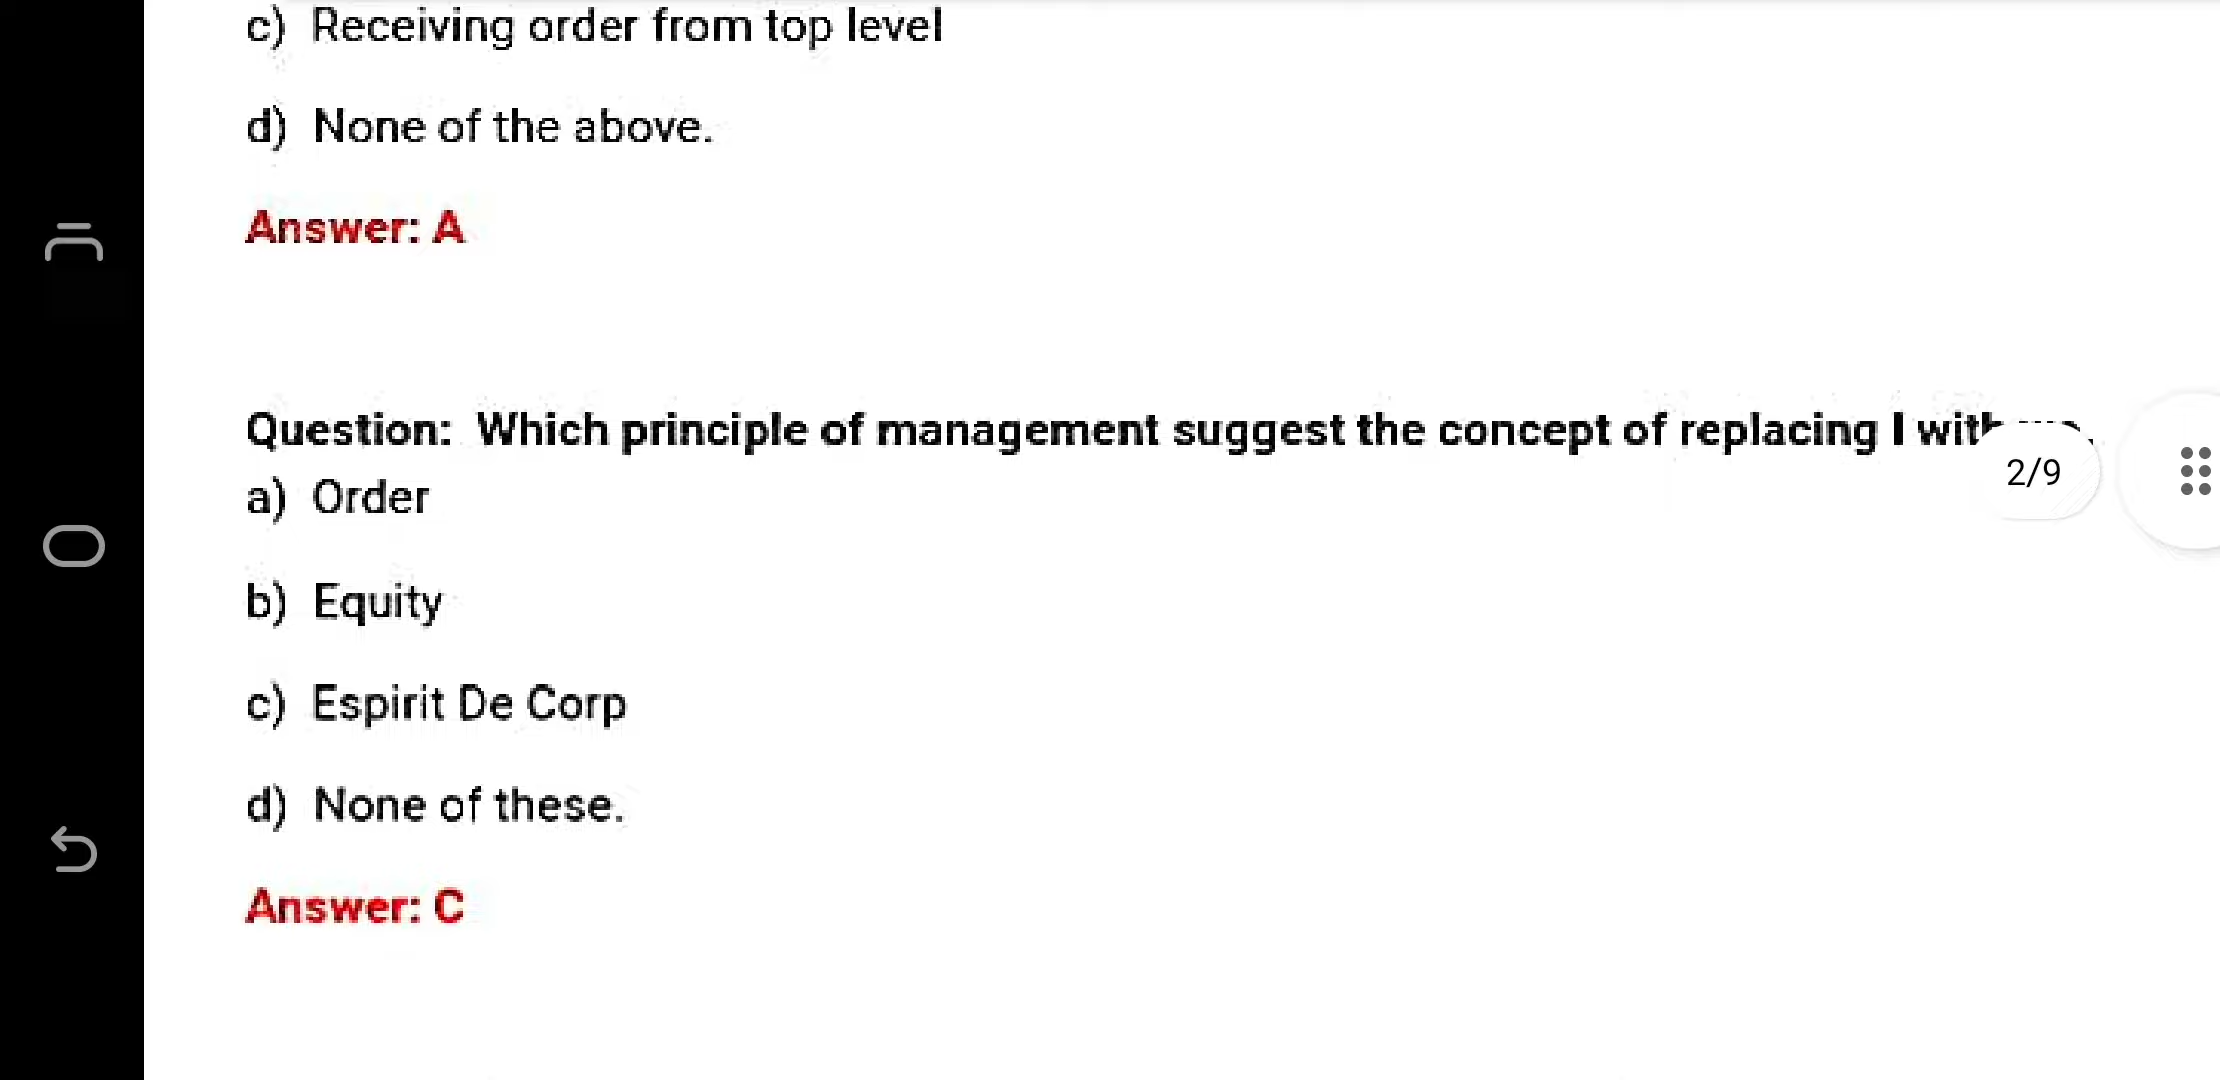 c) Receiving order from top level
d) None of the above.
Answer: A
Question: Which principle of management suggest the concept of replacing I with
2/9
a) Order
b) Equity
c) Espirit De Corp
d) None of these.
Answer: C